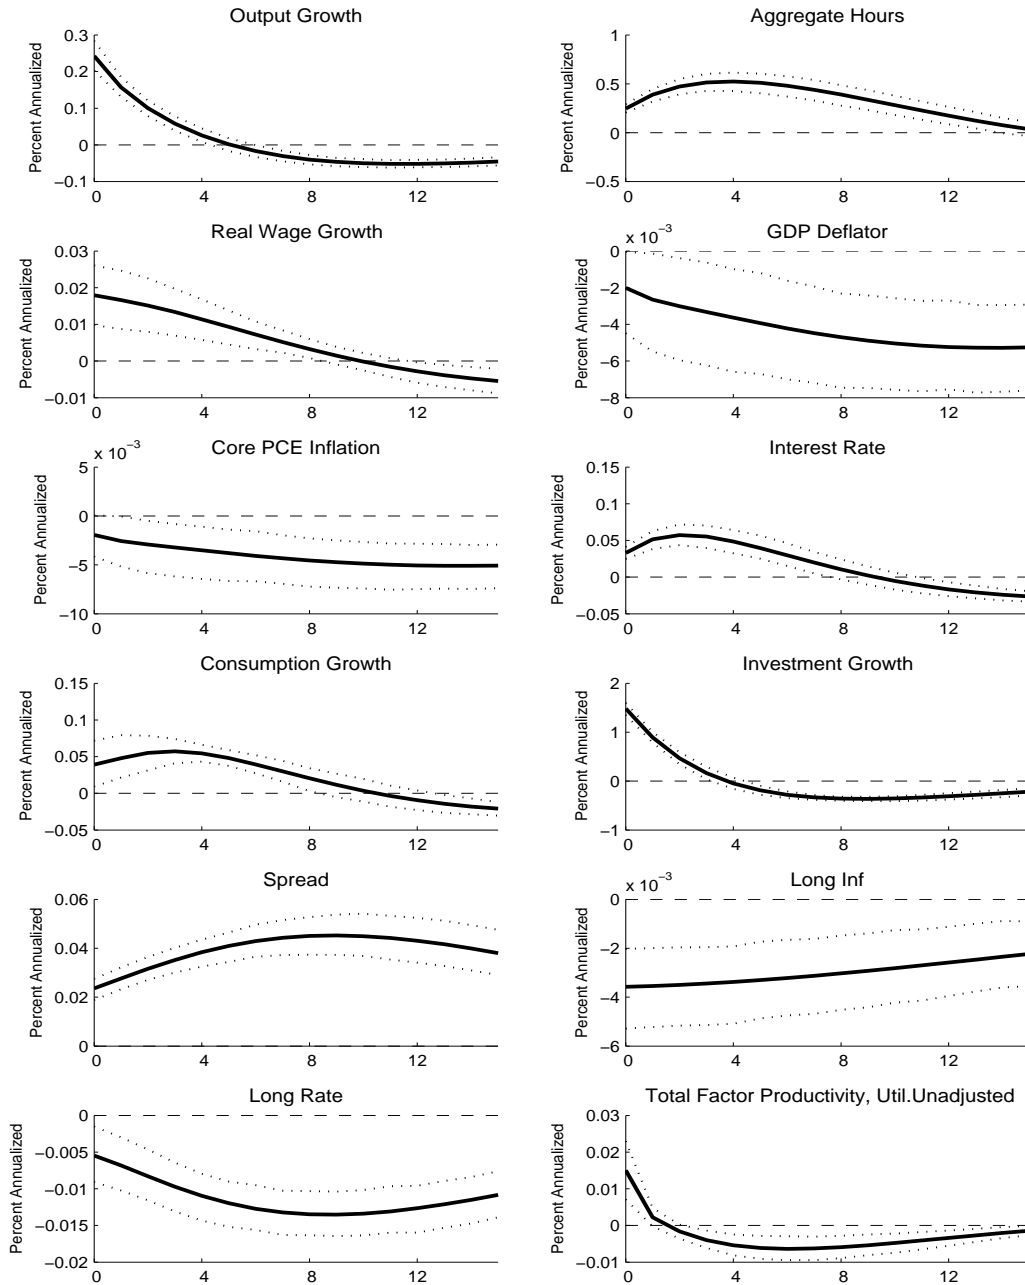 Output Growth
Percent Annualized
0.3
0.2
0.1
0
−0.1
0 4 8 12
Aggregate Hours
Percent Annualized
1
0.5
0
−0.5
0 4 8 12
Real Wage Growth
Percent Annualized
0.03
0.02
0.01
0
−0.01
0 4 8 12
GDP Deflator
x 10⁻³
Percent Annualized
0
−2
−4
−6
−8
0 4 8 12
Core PCE Inflation
x 10⁻³
Percent Annualized
5
0
−5
−10
0 4 8 12
Interest Rate
Percent Annualized
0.15
0.1
0.05
0
−0.05
0 4 8 12
Consumption Growth
Percent Annualized
0.15
0.1
0.05
0
−0.05
0 4 8 12
Investment Growth
Percent Annualized
2
1
0
−1
0 4 8 12
Spread
Percent Annualized
0.06
0.04
0.02
0
0 4 8 12
Long Inf
x 10⁻³
Percent Annualized
0
−2
−4
−6
0 4 8 12
Long Rate
Percent Annualized
0
−0.005
−0.01
−0.015
−0.02
0 4 8 12
Total Factor Productivity, Util.Unadjusted
Percent Annualized
0.03
0.02
0.01
0
−0.01
0 4 8 12